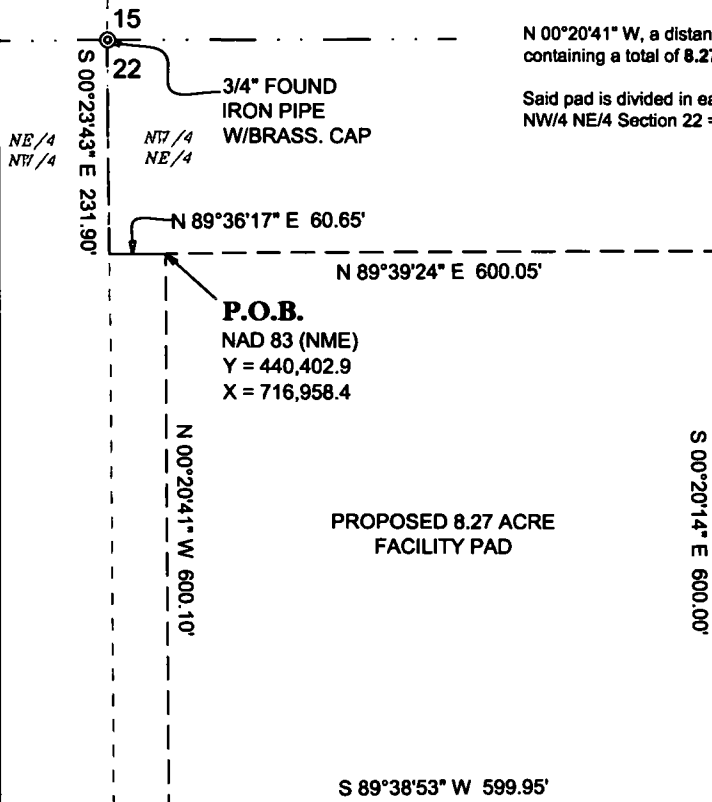 15
22
N 00°20'41" W, a distan
containing a total of 8.27
Said pad is divided in ea
NW/4 NE/4 Section 22 =
3/4" FOUND
IRON PIPE
W/BRASS. CAP
NE/4
NW/4
NW/4
NE/4
S 00°23'43" E 231.90'
N 89°36'17" E 60.65'
N 89°39'24" E 600.05'
P.O.B.
NAD 83 (NME)
Y = 440,402.9
X = 716,958.4
N 00°20'41" W 600.10'
PROPOSED 8.27 ACRE
FACILITY PAD
S 00°20'14" E 600.00'
S 89°38'53" W 599.95'